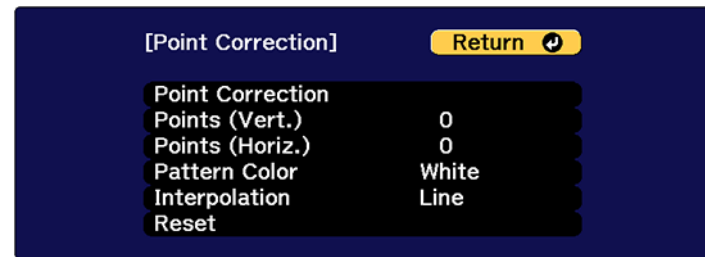 [Point Correction] Return
Point Correction
Points (Vert.) 0
Points (Horiz.) 0
Pattern Color White
Interpolation Line
Reset